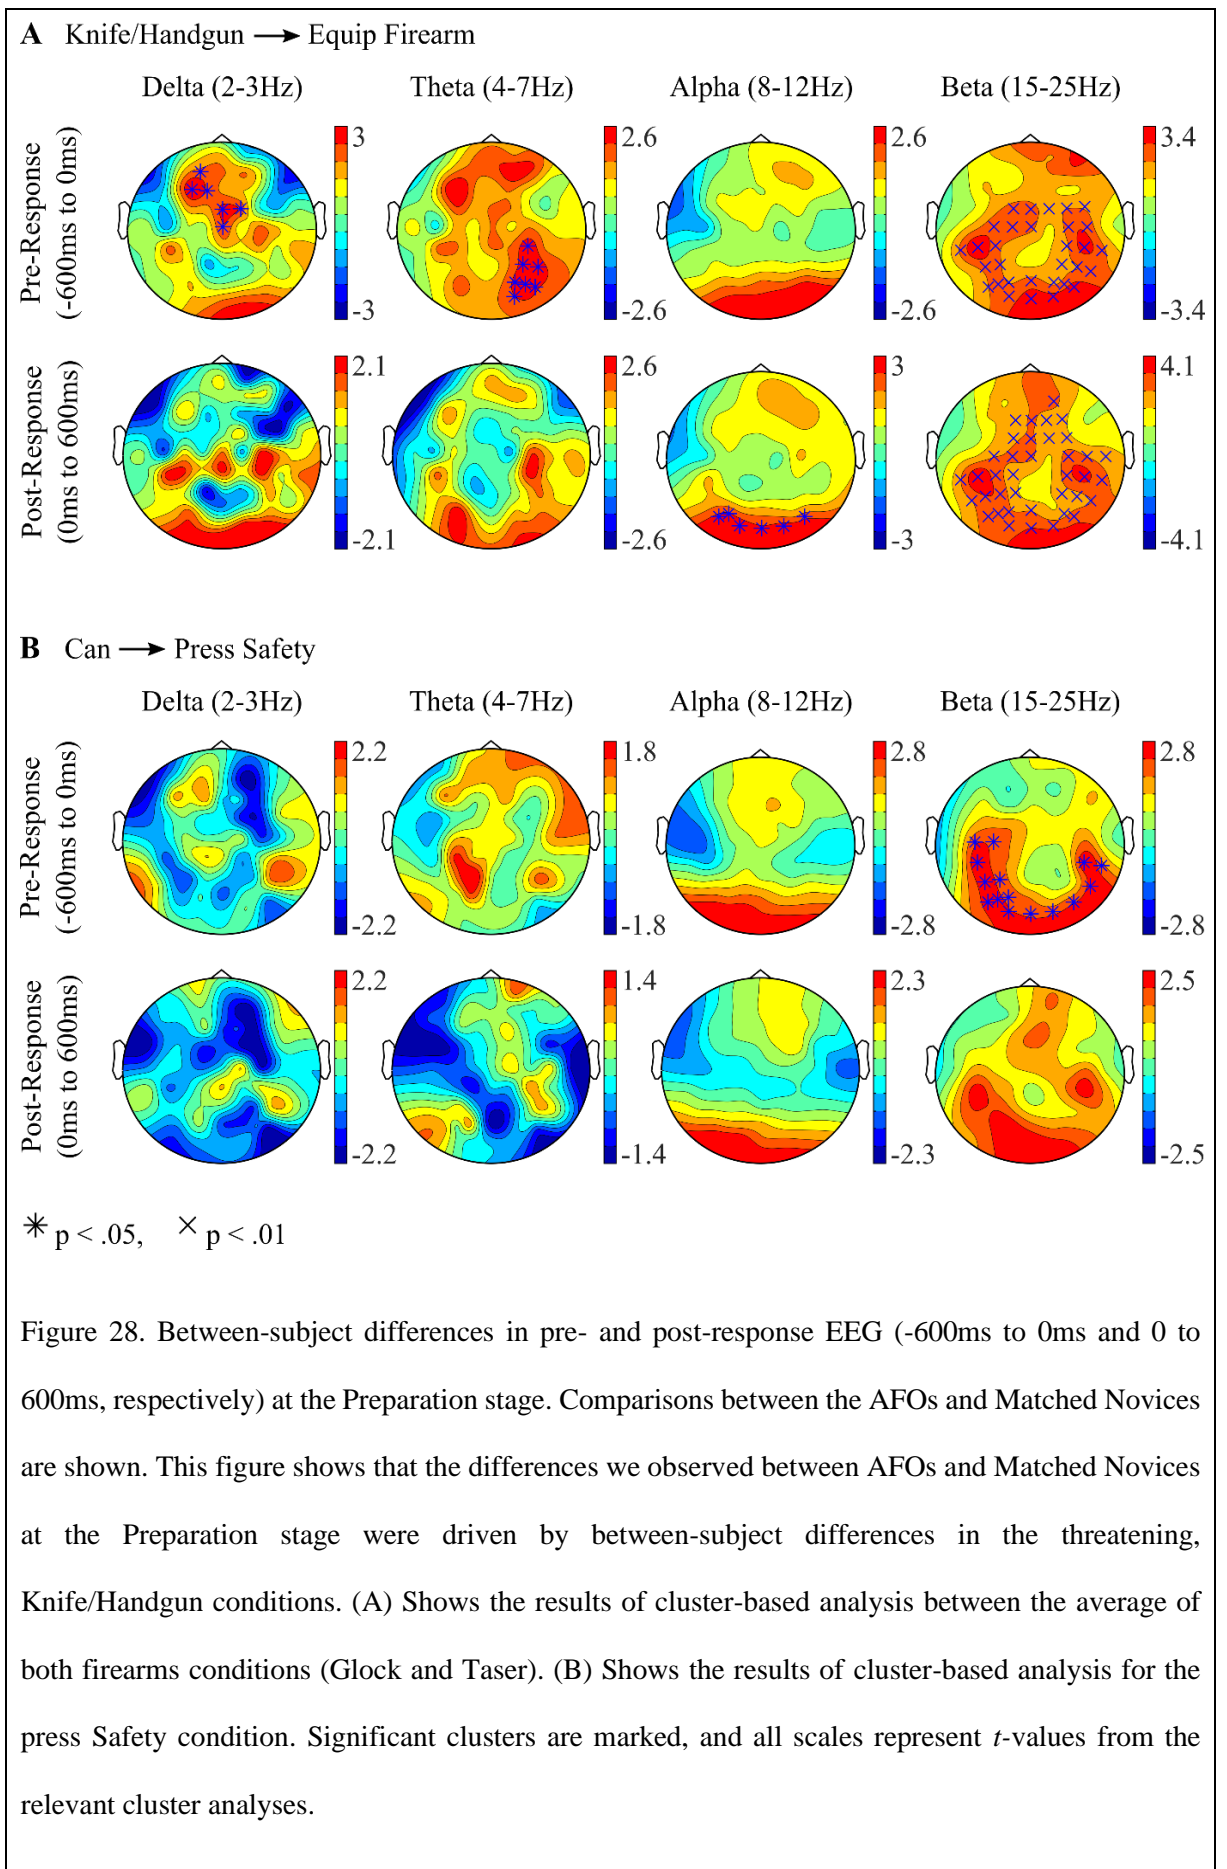 A Knife/Handgun → Equip Firearm
Delta (2-3Hz) Theta (4-7Hz) Alpha (8-12Hz) Beta (15-25Hz)
Pre-Response
(-600ms to 0ms)
3 2.6 2.6 3.4
-3 -2.6 -2.6 -3.4
Post-Response
(0ms to 600ms)
2.1 2.6 3 4.1
-2.1 -2.6 -3 -4.1
B Can → Press Safety
Delta (2-3Hz) Theta (4-7Hz) Alpha (8-12Hz) Beta (15-25Hz)
Pre-Response
(-600ms to 0ms)
2.2 1.8 2.8 2.8
-2.2 -1.8 -2.8 -2.8
Post-Response
(0ms to 600ms)
2.2 1.4 2.3 2.5
-2.2 -1.4 -2.3 -2.5
* p < .05, × p < .01
Figure 28. Between-subject differences in pre- and post-response EEG (-600ms to 0ms and 0 to
600ms, respectively) at the Preparation stage. Comparisons between the AFOs and Matched Novices
are shown. This figure shows that the differences we observed between AFOs and Matched Novices
at the Preparation stage were driven by between-subject differences in the threatening,
Knife/Handgun conditions. (A) Shows the results of cluster-based analysis between the average of
both firearms conditions (Glock and Taser). (B) Shows the results of cluster-based analysis for the
press Safety condition. Significant clusters are marked, and all scales represent t-values from the
relevant cluster analyses.